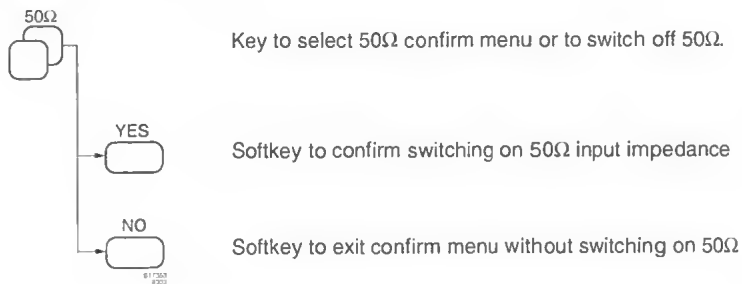 50Ω
Key to select 50Ω confirm menu or to switch off 50Ω.
YES
Softkey to confirm switching on 50Ω input impedance
NO
Softkey to exit confirm menu without switching on 50Ω